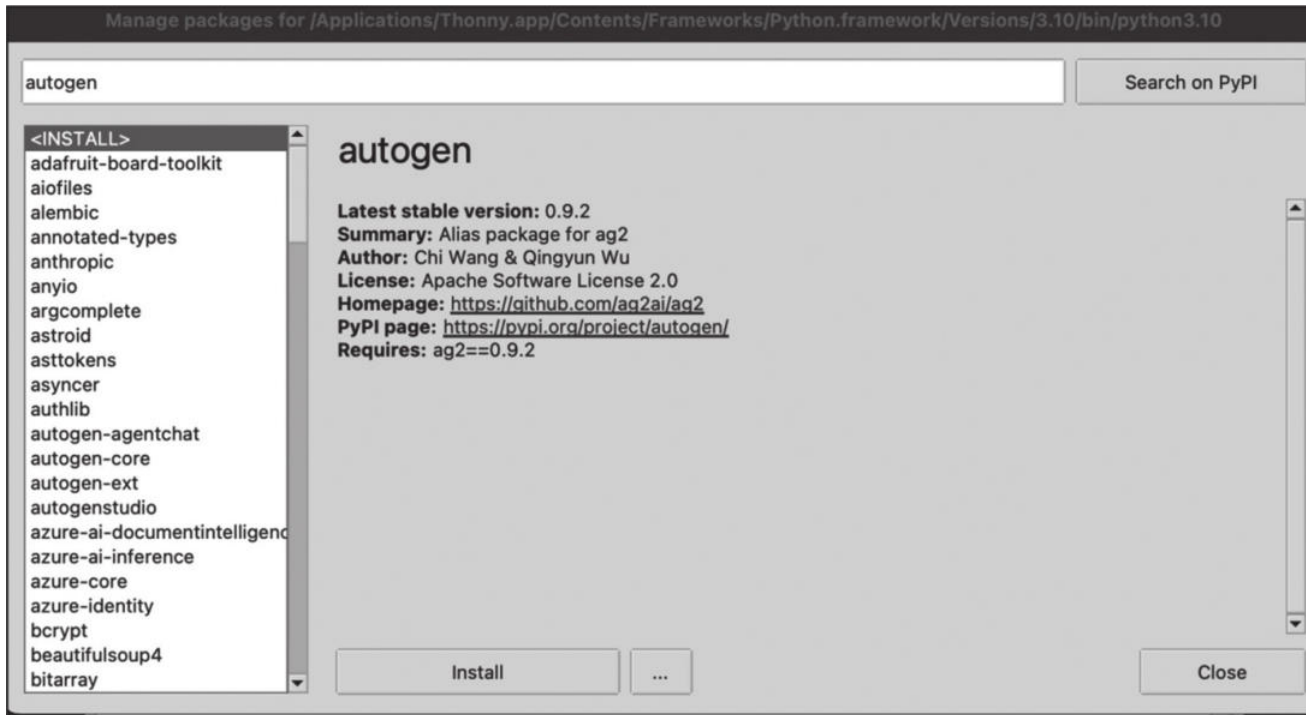 Manage packages for /Applications/Thonny.app/Contents/Frameworks/Python.framework/Versions/3.10/bin/python3.10
autogen
Search on PyPI
<INSTALL>
adafruit-board-toolkit
aiofiles
alembic
annotated-types
anthropic
anyio
argcomplete
astroid
asttokens
asyncer
authlib
autogen-agentchat
autogen-core
autogen-ext
autogenstudio
azure-ai-documentintelligenc
azure-ai-inference
azure-core
azure-identity
bcrypt
beautifulsoup4
bitarray
autogen
Latest stable version: 0.9.2
Summary: Alias package for ag2
Author: Chi Wang & Qingyun Wu
License: Apache Software License 2.0
Homepage: https://github.com/ag2ai/ag2
PyPI page: https://pypi.org/project/autogen/
Requires: ag2==0.9.2
Install
...
Close